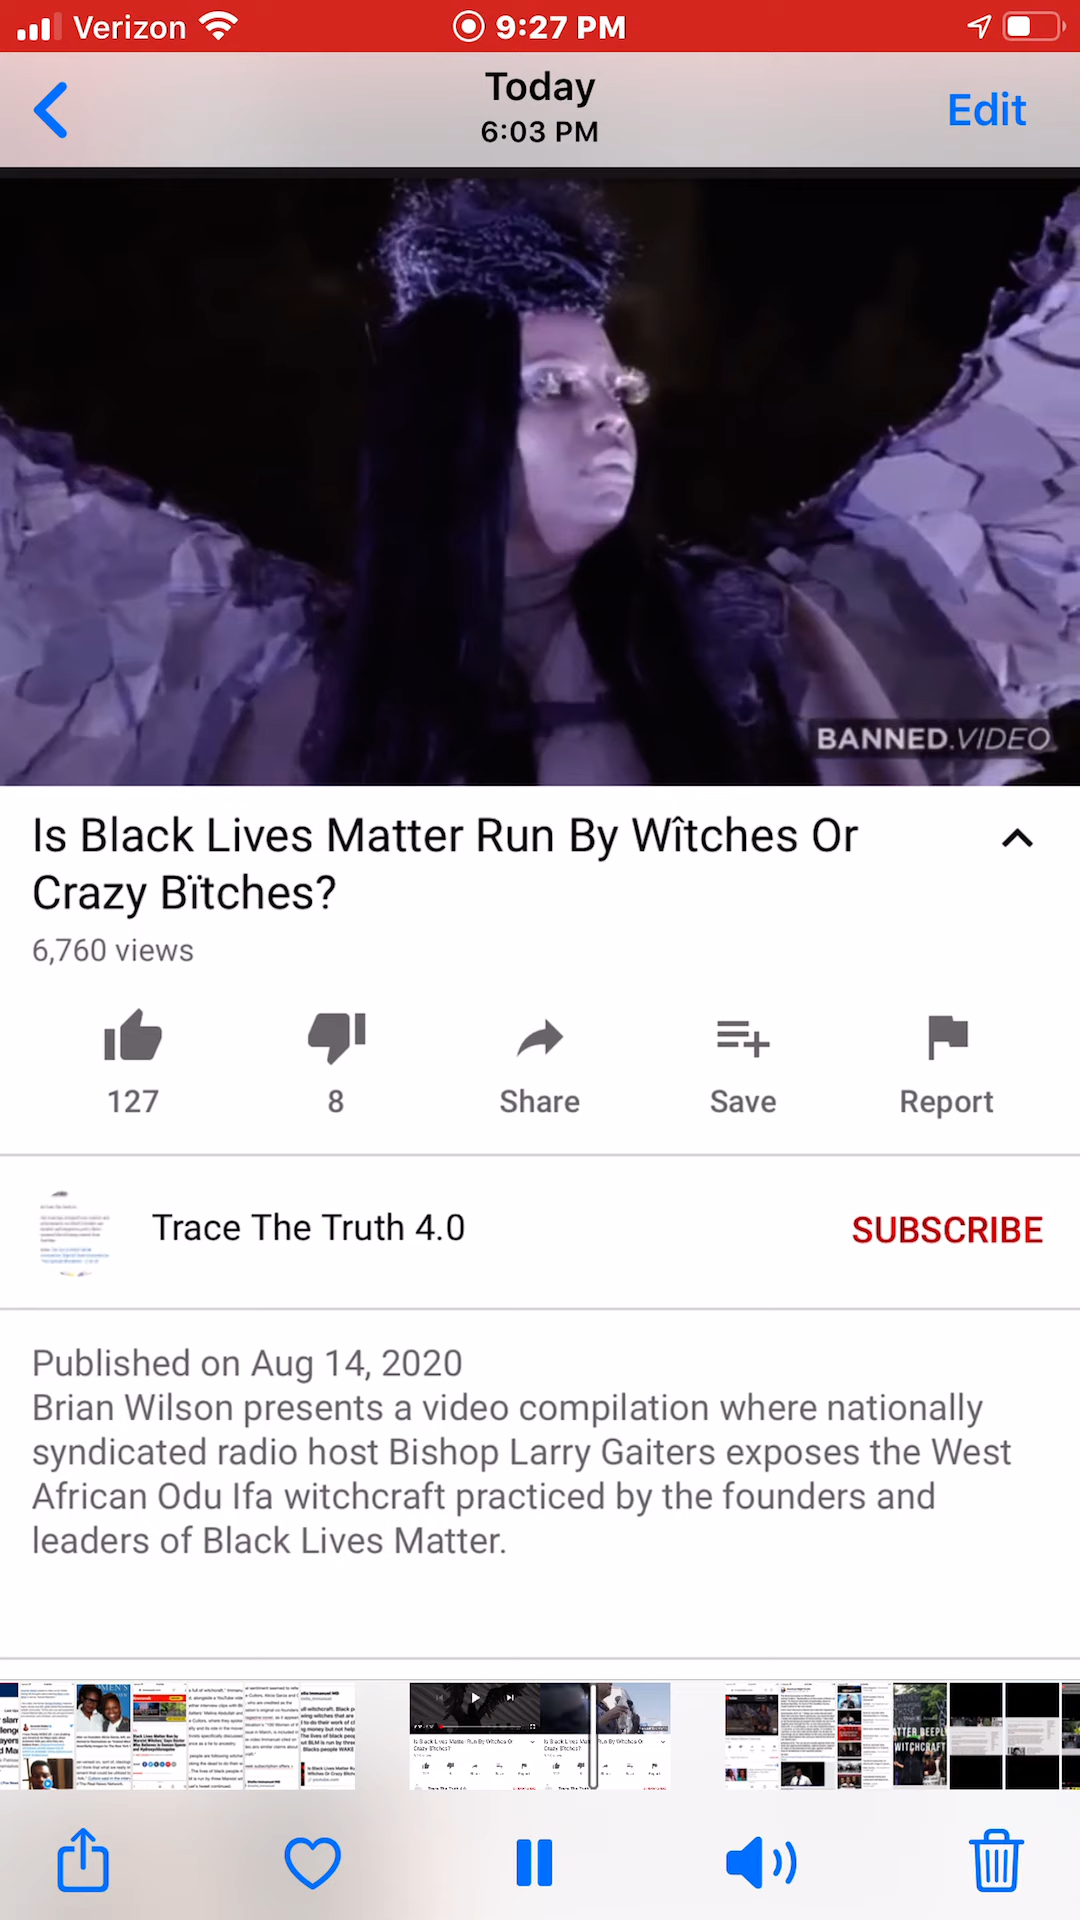 Verizon 9:27 PM
Today
6:03 PM
Edit
BANNED.VIDEO
Is Black Lives Matter Run By Wîtches Or
Crazy Bïtches?
6,760 views
127
8
Share
Save
Report
Trace The Truth 4.0
SUBSCRIBE
Published on Aug 14, 2020
Brian Wilson presents a video compilation where nationally
syndicated radio host Bishop Larry Gaiters exposes the West
African Odu Ifa witchcraft practiced by the founders and
leaders of Black Lives Matter.